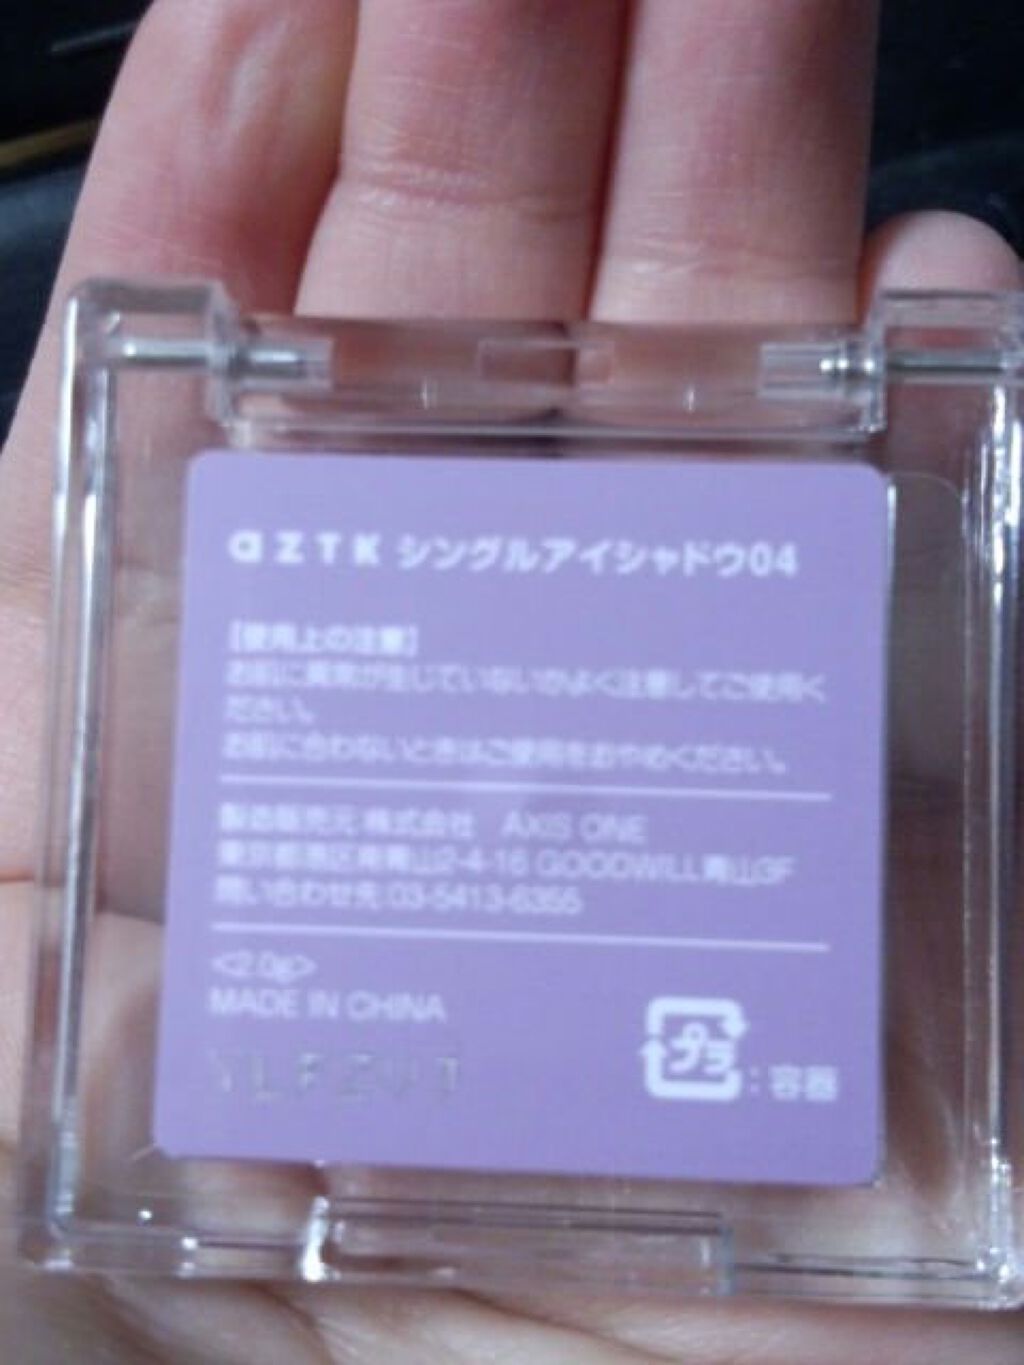 aZTK シングルアイシャドウ04
【使用上の注意】
お肌に異常が生じていないかよく注意してご使用く
ださい。
お肌に合わないときはご使用をおやめください。
製造販売元:株式会社 AXIS ONE
東京都港区南青山2-4-16 GOODWILL青山3F
問い合わせ先:03-5413-6355
<2.0g>
MADE IN CHINA
プラ
:容器